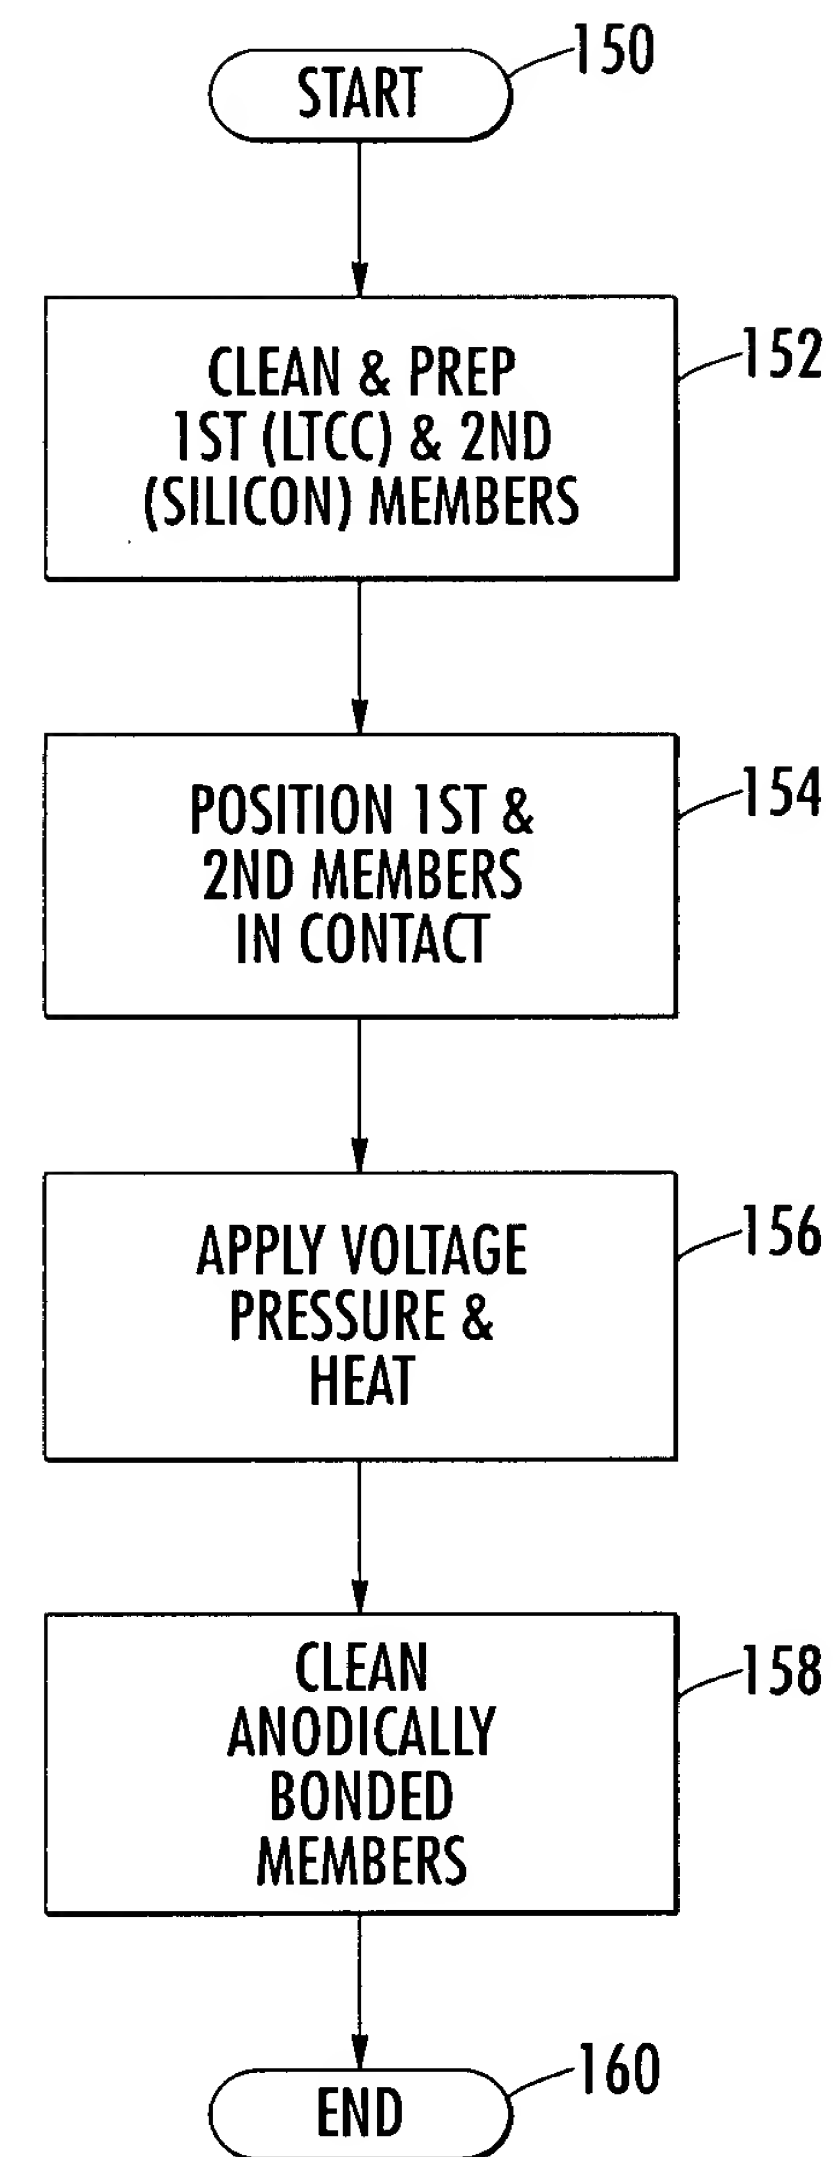 START
150
CLEAN & PREP
1ST (LTCC) & 2ND
(SILICON) MEMBERS
152
POSITION 1ST &
2ND MEMBERS
IN CONTACT
154
APPLY VOLTAGE
PRESSURE &
HEAT
156
CLEAN
ANODICALLY
BONDED
MEMBERS
158
END
160